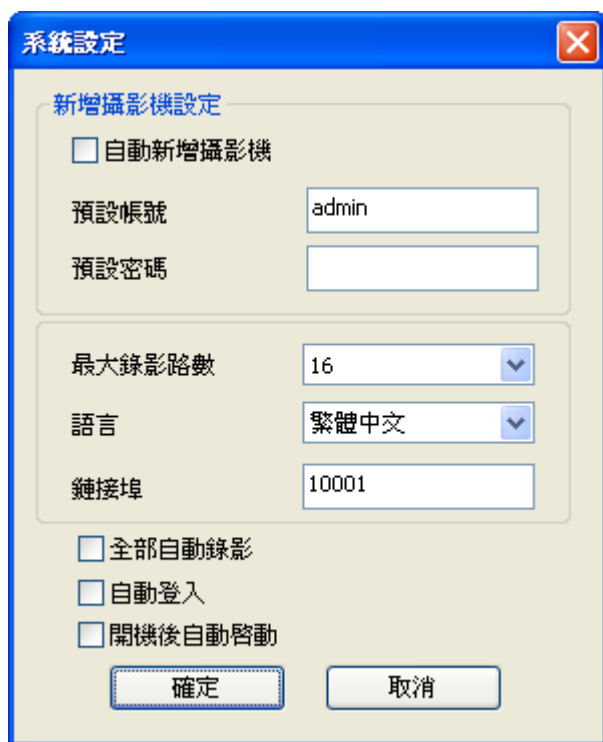 系統設定
新增攝影機設定
自動新增攝影機
預設帳號 admin
預設密碼
最大錄影路數 16
語言 繁體中文
鏈接埠 10001
全部自動錄影
自動登入
開機後自動啓動
確定 取消